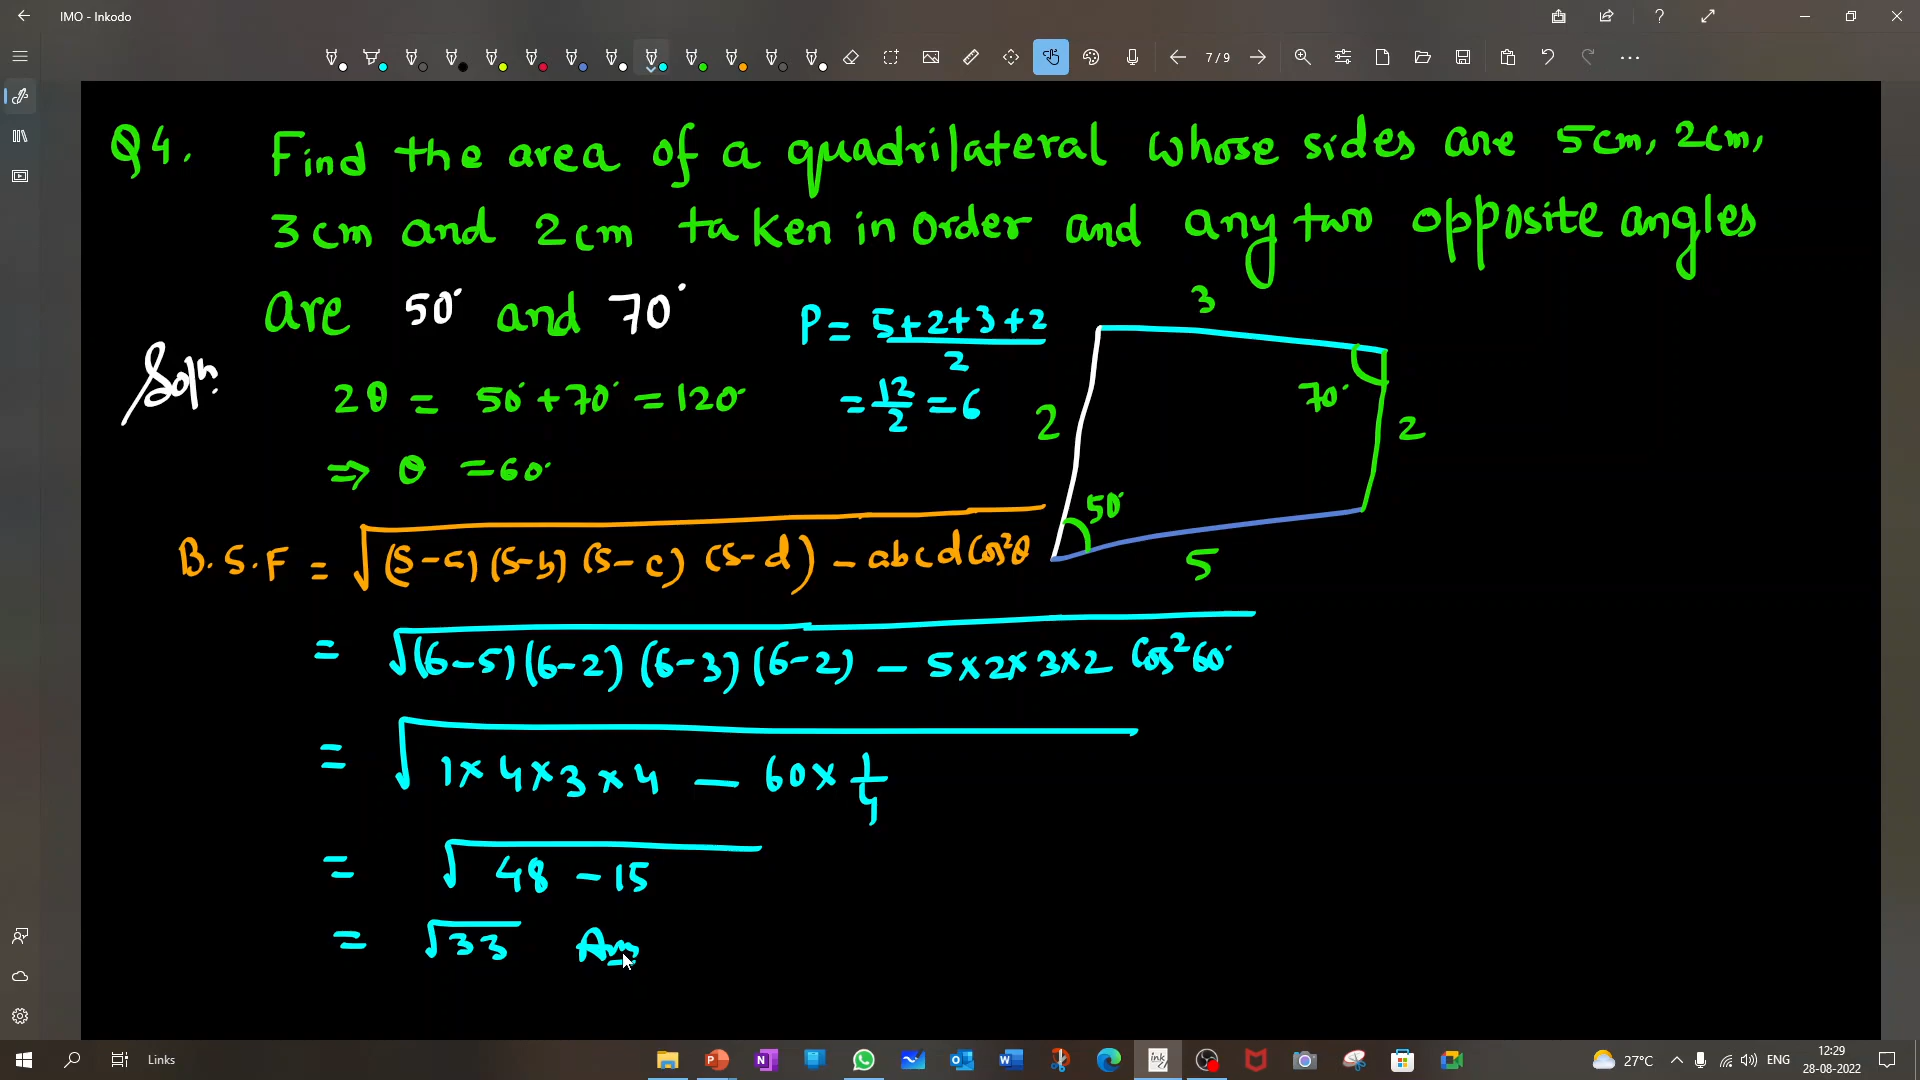 IMO - Inkodo
7 / 9
Q4. Find the area of a quadrilateral whose sides are 5cm, 2cm,
3cm and 2cm taken in order and any two opposite angles
are 50° and 70°
Soln.
P = 5+2+3+2 / 2
= 12/2 = 6
2θ = 50° + 70° = 120°
⇒ θ = 60°
3
70°
2
2
50°
5
B.S.F = √(s-a)(s-b)(s-c)(s-d) - abcd Cos²θ
= √(6-5)(6-2)(6-3)(6-2) - 5×2×3×2 Cos²60°
= √1×4×3×4 - 60×1/4
= √48 - 15
= √33 Ans
Links
27°C
ENG
12:29
28-08-2022